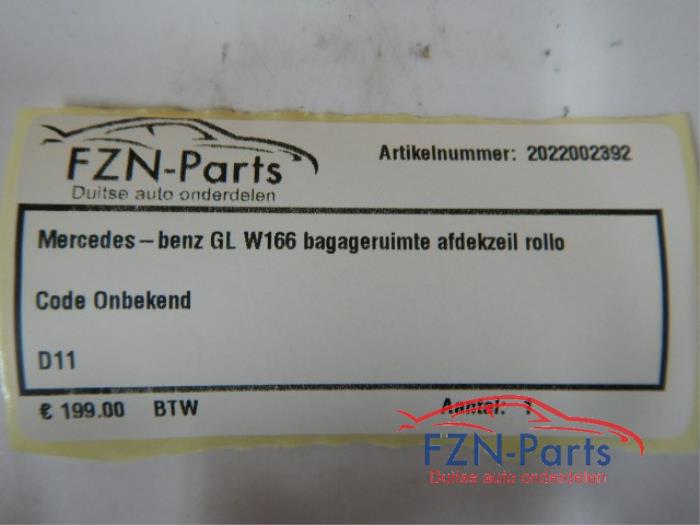 FZN-Parts
Duitse auto onderdelen
Artikelnummer: 2022002392
Mercedes-benz GL W166 bagageruimte afdekzeil rollo
Code Onbekend
D11
€ 199.00 BTW
Aantal: 1
FZN-Parts
Duitse auto onderdelen